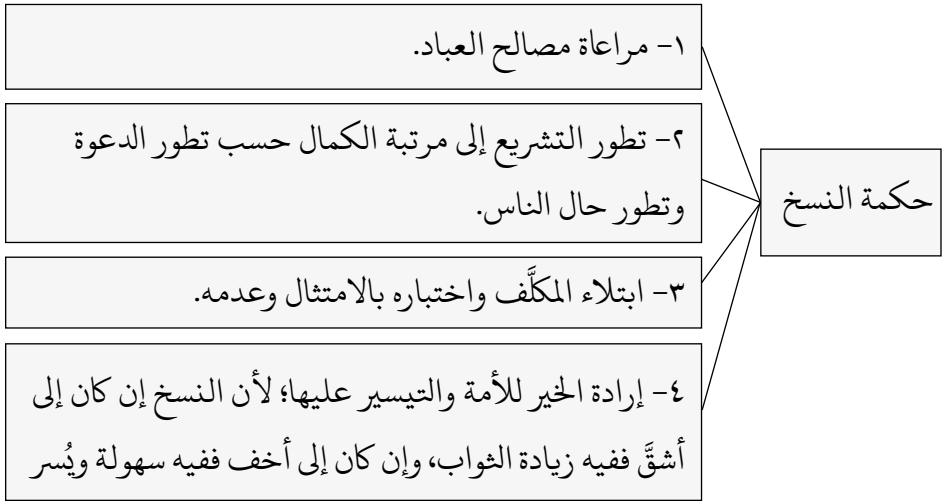 حكمة النسخ
١- مراعاة مصالح العباد.
٢- تطور التشريع إلى مرتبة الكمال حسب تطور الدعوة
وتطور حال الناس.
٣- ابتلاء المكلَّف واختباره بالامتثال وعدمه.
٤- إرادة الخير للأمة والتيسير عليها؛ لأن النسخ إن كان إلى
أشقَّ ففيه زيادة الثواب، وإن كان إلى أخف ففيه سهولة ويُسر